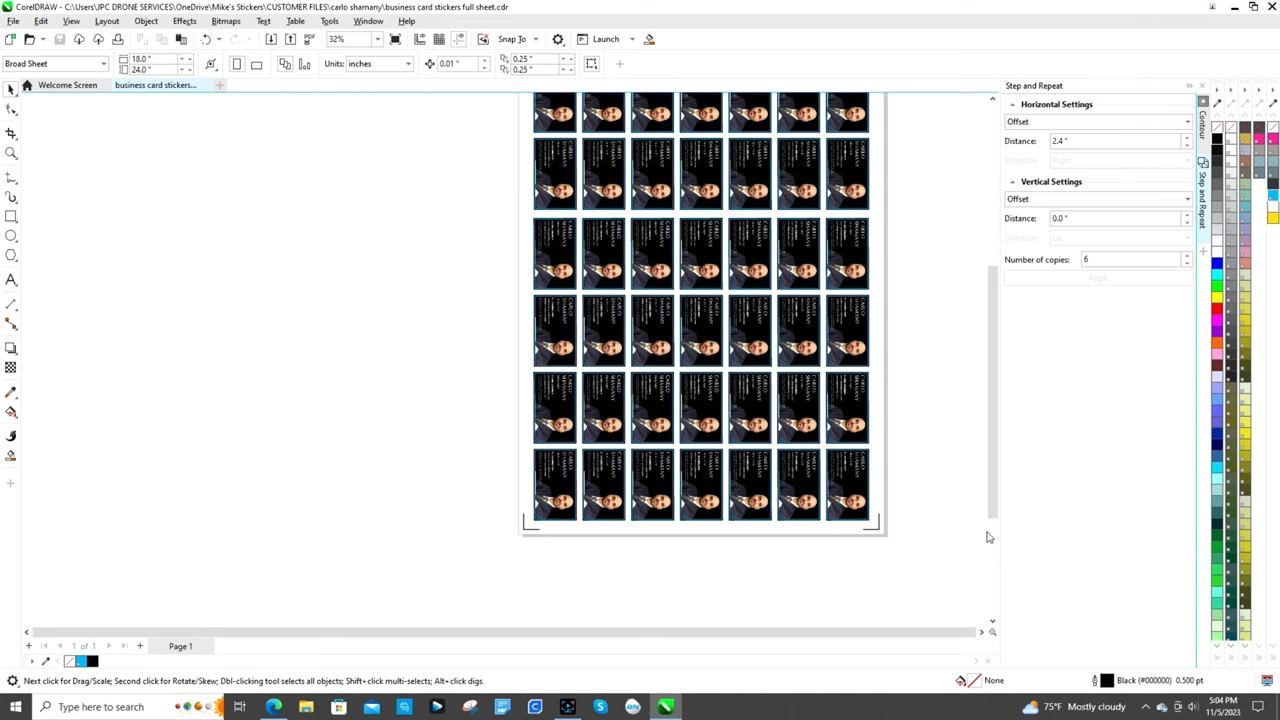 CorelDRAW - C:\Users\JPC DRONE SERVICES\OneDrive\Mike's Stickers\CUSTOMER FILES\carlo shamany\business card stickers full sheet.cdr
File Edit View Layout Object Effects Bitmaps Text Table Tools Window Help
32% Snap To Launch
Broad Sheet 18.0 " 24.0 " Units: inches 0.01 " 0.25 " 0.25 "
Welcome Screen business card stickers...
Step and Repeat
Horizontal Settings
Offset
Distance: 2.4 "
Direction: Right
Vertical Settings
Offset
Distance: 0.0 "
Direction: Up
Number of copies: 6
Apply
Contour
Step and Repeat
CARLO SHAMANY
1 of 1 Page 1
Next click for Drag/Scale; Second click for Rotate/Skew; Dbl-clicking tool selects all objects; Shift+click multi-selects; Alt+click digs
None Black (#000000) 0.500 pt
Type here to search
75°F Mostly cloudy
5:04 PM
11/5/2023